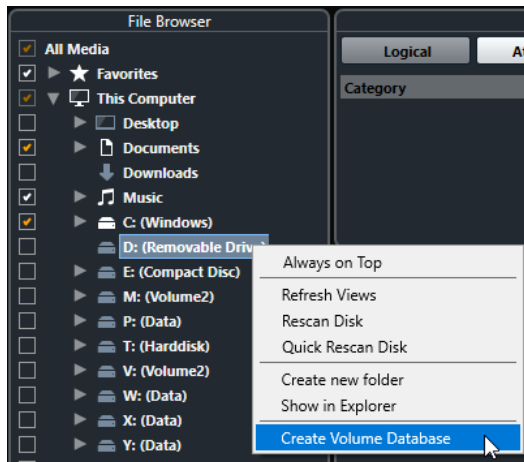 File Browser
All Media
Favorites
This Computer
Desktop
Documents
Downloads
Music
C: (Windows)
D: (Removable Drive)
E: (Compact Disc)
M: (Volume2)
P: (Data)
T: (Harddisk)
V: (Volume2)
W: (Data)
X: (Data)
Y: (Data)
Logical
Category
Always on Top
Refresh Views
Rescan Disk
Quick Rescan Disk
Create new folder
Show in Explorer
Create Volume Database